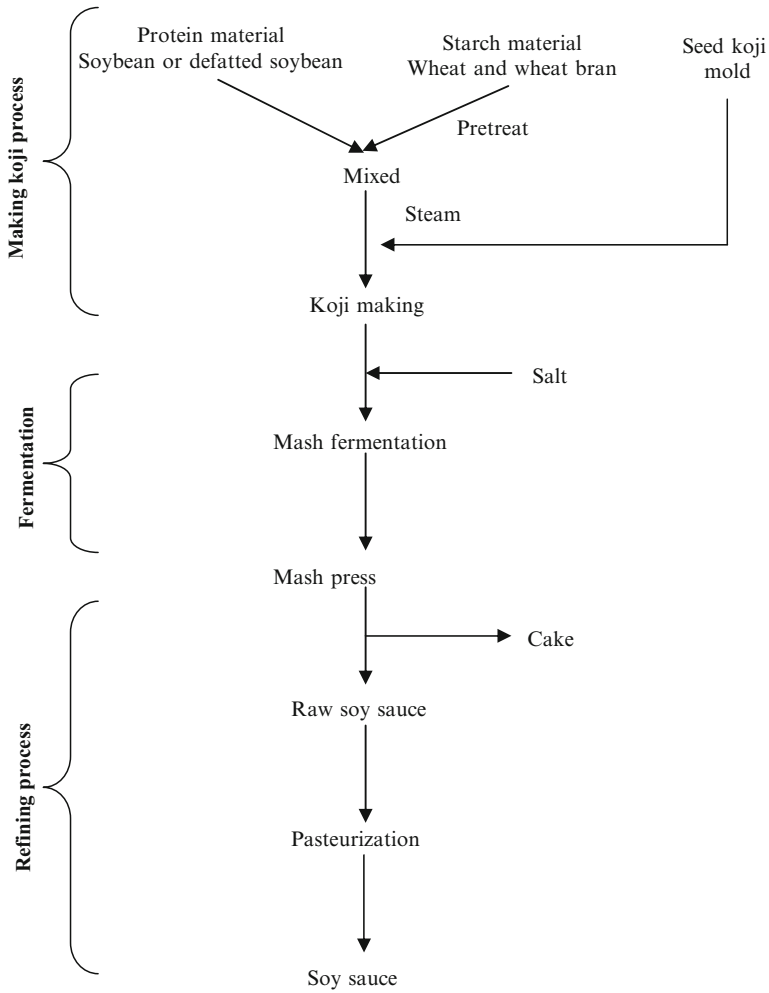 Protein material
Soybean or defatted soybean
Starch material
Wheat and wheat bran
Seed koji
mold
Pretreat
Making koji process
Mixed
Steam
Koji making
Salt
Fermentation
Mash fermentation
Mash press
Cake
Refining process
Raw soy sauce
Pasteurization
Soy sauce